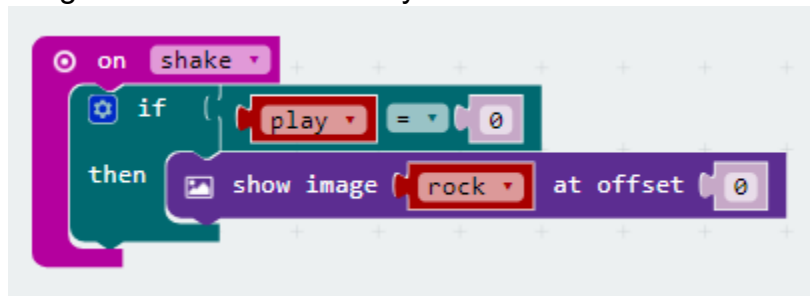 on shake
if play = 0
then show image rock at offset 0